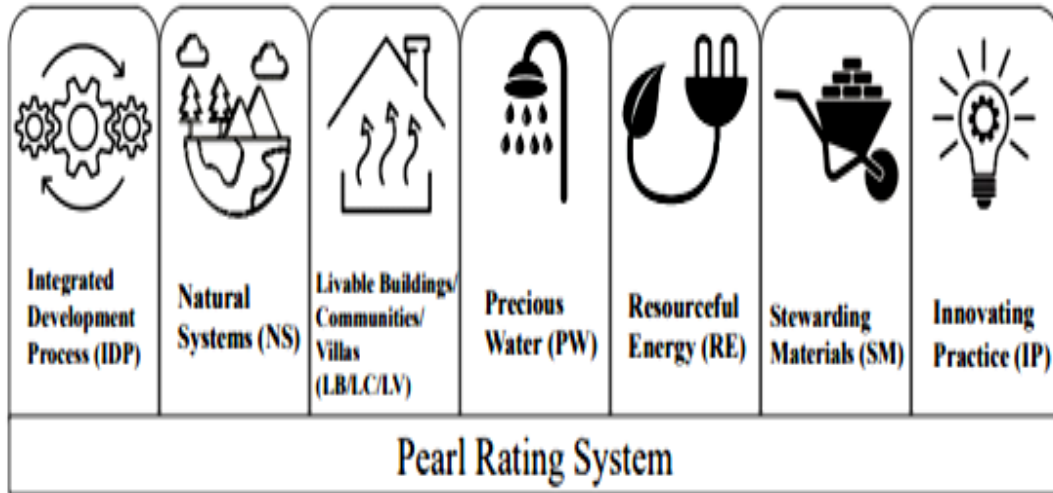 Integrated
Development
Process (IDP)
Natural
Systems (NS)
Livable Buildings/
Communities/
Villas
(LB/LC/LV)
Precious
Water (PW)
Resourceful
Energy (RE)
Stewarding
Materials (SM)
Innovating
Practice (IP)
Pearl Rating System